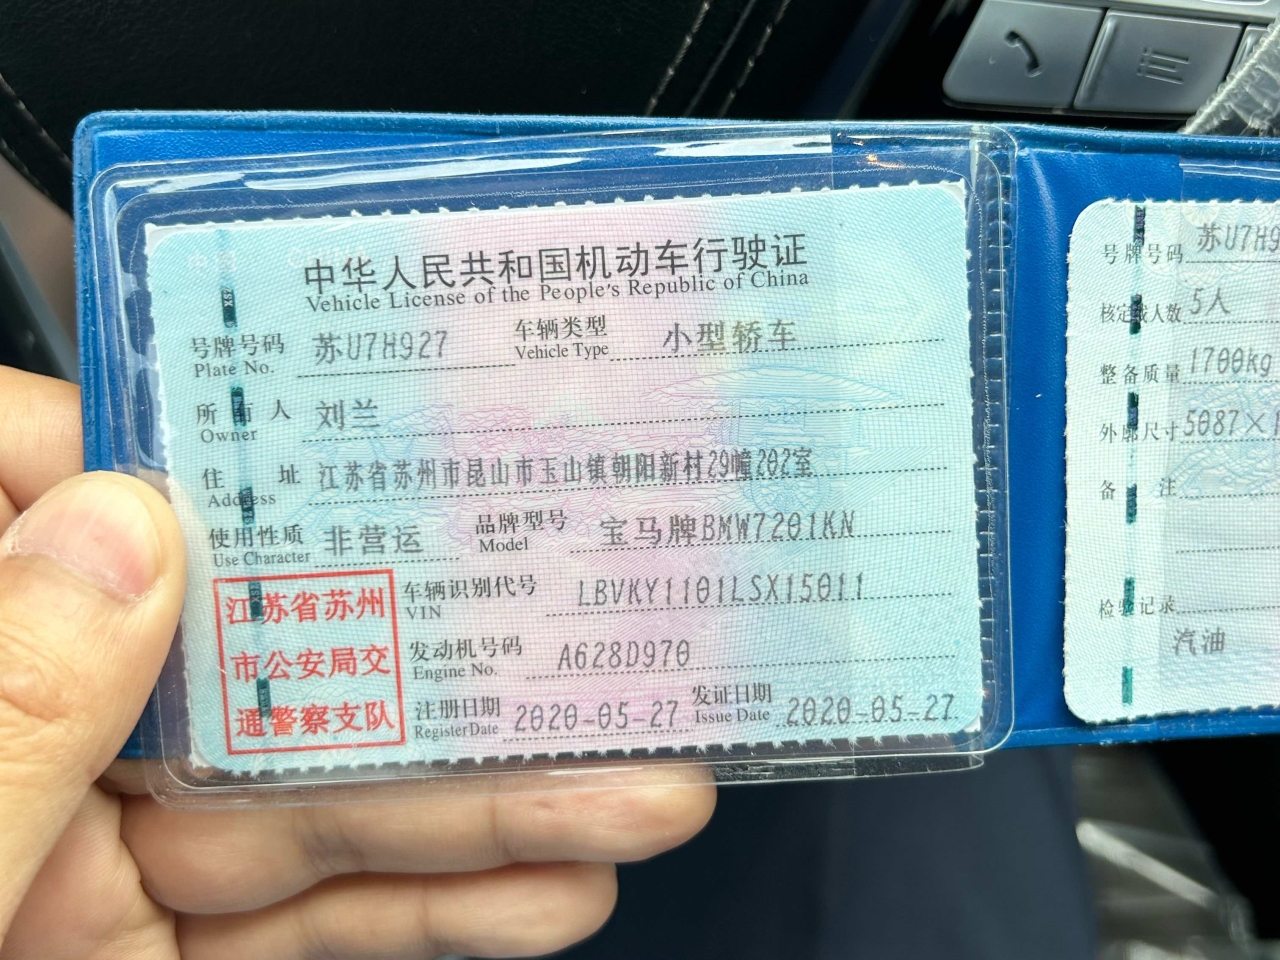 中华人民共和国机动车行驶证
Vehicle License of the People's Republic of China
号牌号码 苏U7H927 车辆类型 小型轿车
Plate No. Vehicle Type
所有人 刘兰
Owner
住址 江苏省苏州市昆山市玉山镇朝阳新村29幢202室
Address
使用性质 非营运 品牌型号 宝马牌BMW7201KN
Use Character Model
江苏省苏州
市公安局交
通警察支队
车辆识别代号 LBVKY1101LSX15011
VIN
发动机号码 A628D970
Engine No.
注册日期 2020-05-27 发证日期 2020-05-27
Register Date Issue Date
号牌号码 苏U7H9
核定载人数 5人
整备质量 1700kg
外廓尺寸 5087×1
备注
检验记录
汽油